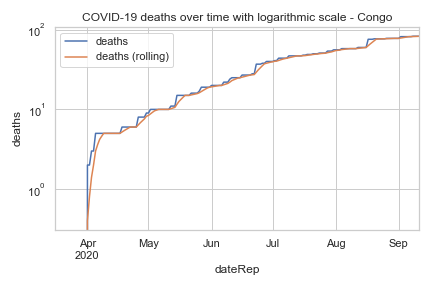 COVID-19 deaths over time with logarithmic scale - Congo
deaths
deaths (rolling)
10²
10¹
10⁰
deaths
Apr May Jun Jul Aug Sep
2020
dateRep